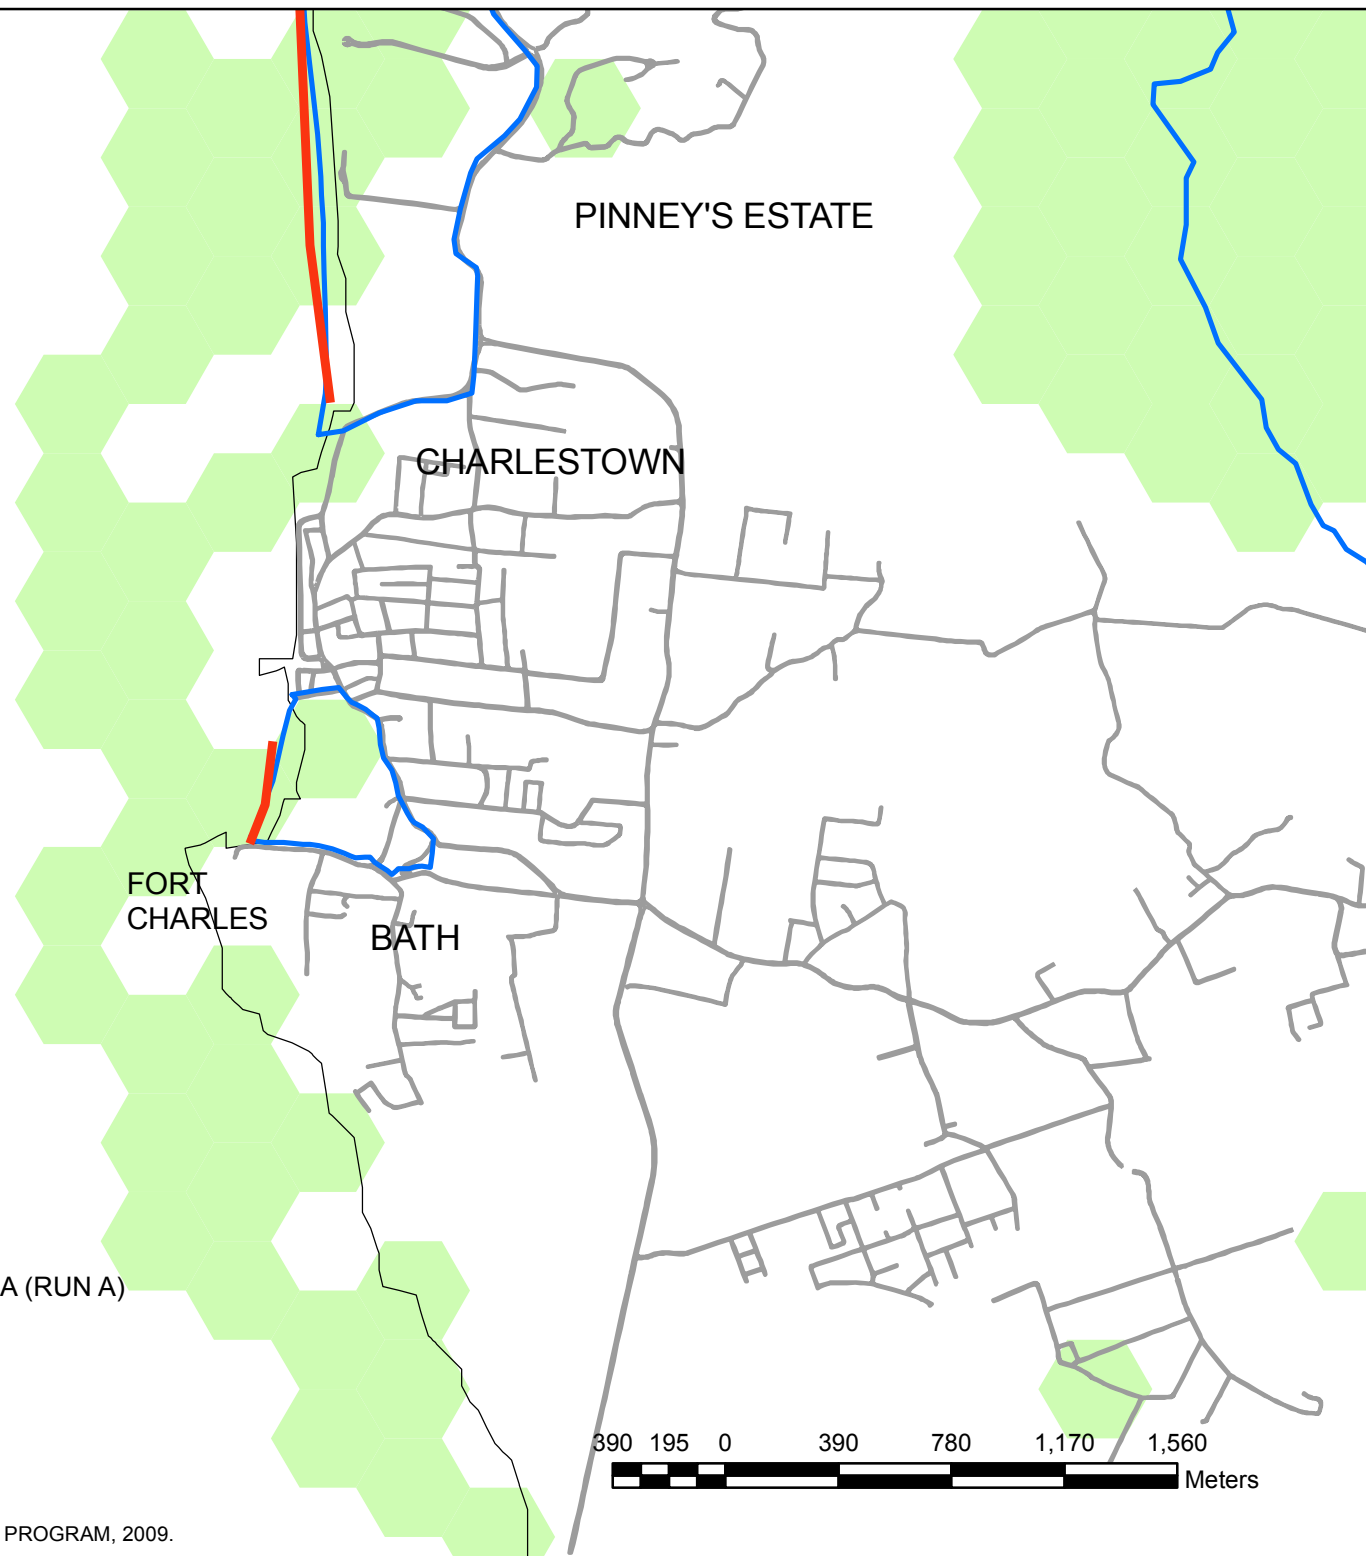 PINNEY'S ESTATE
CHARLESTOWN
FORT
CHARLES
BATH
A (RUN A)
390 195 0 390 780 1,170 1,560
Meters
PROGRAM, 2009.